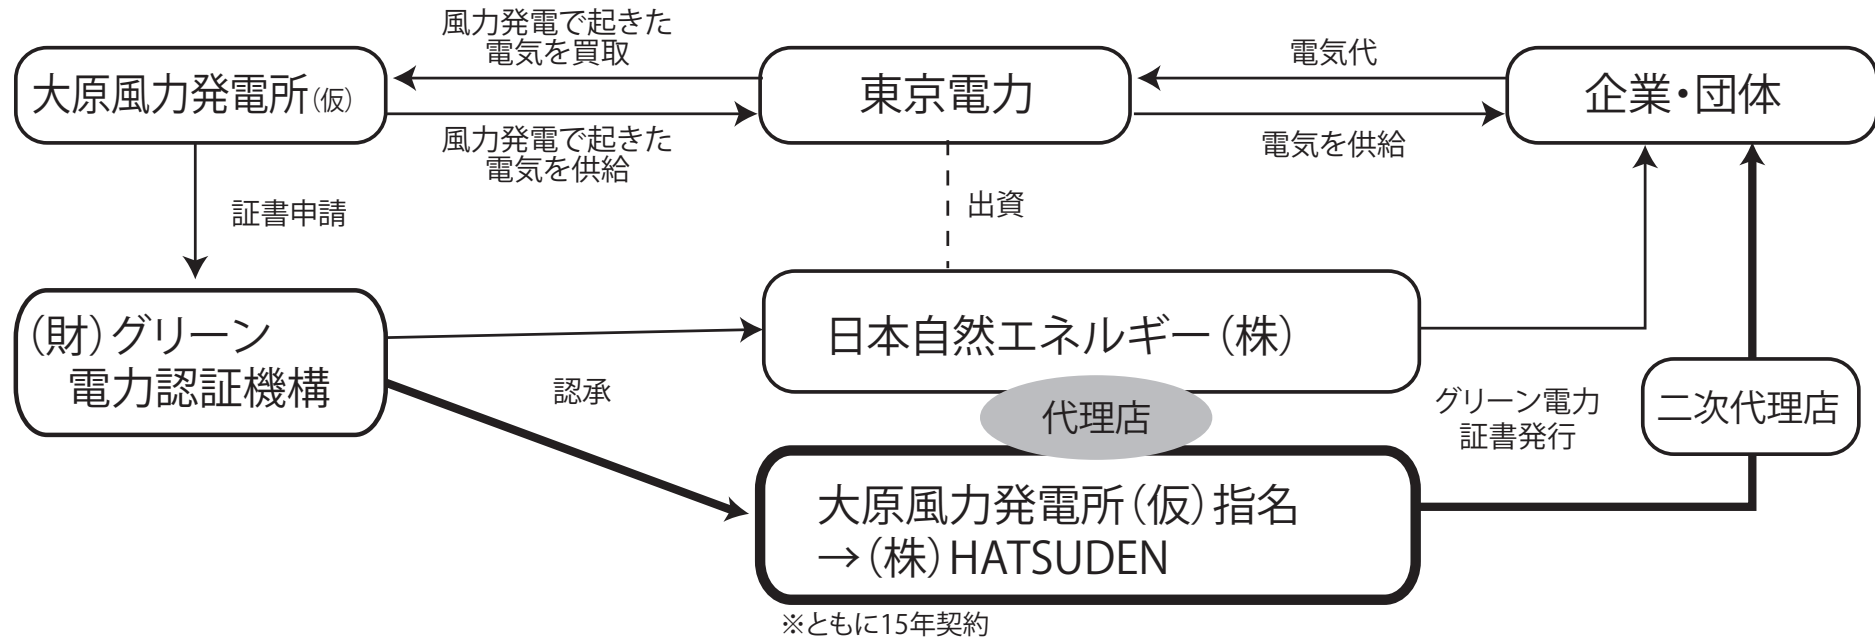 風力発電で起きた
電気を買取
電気代
大原風力発電所(仮)
東京電力
企業・団体
風力発電で起きた
電気を供給
電気を供給
証書申請
出資
(財)グリーン
電力認証機構
日本自然エネルギー(株)
認承
代理店
グリーン電力
証書発行
二次代理店
大原風力発電所(仮)指名
→(株)HATSUDEN
※ともに15年契約